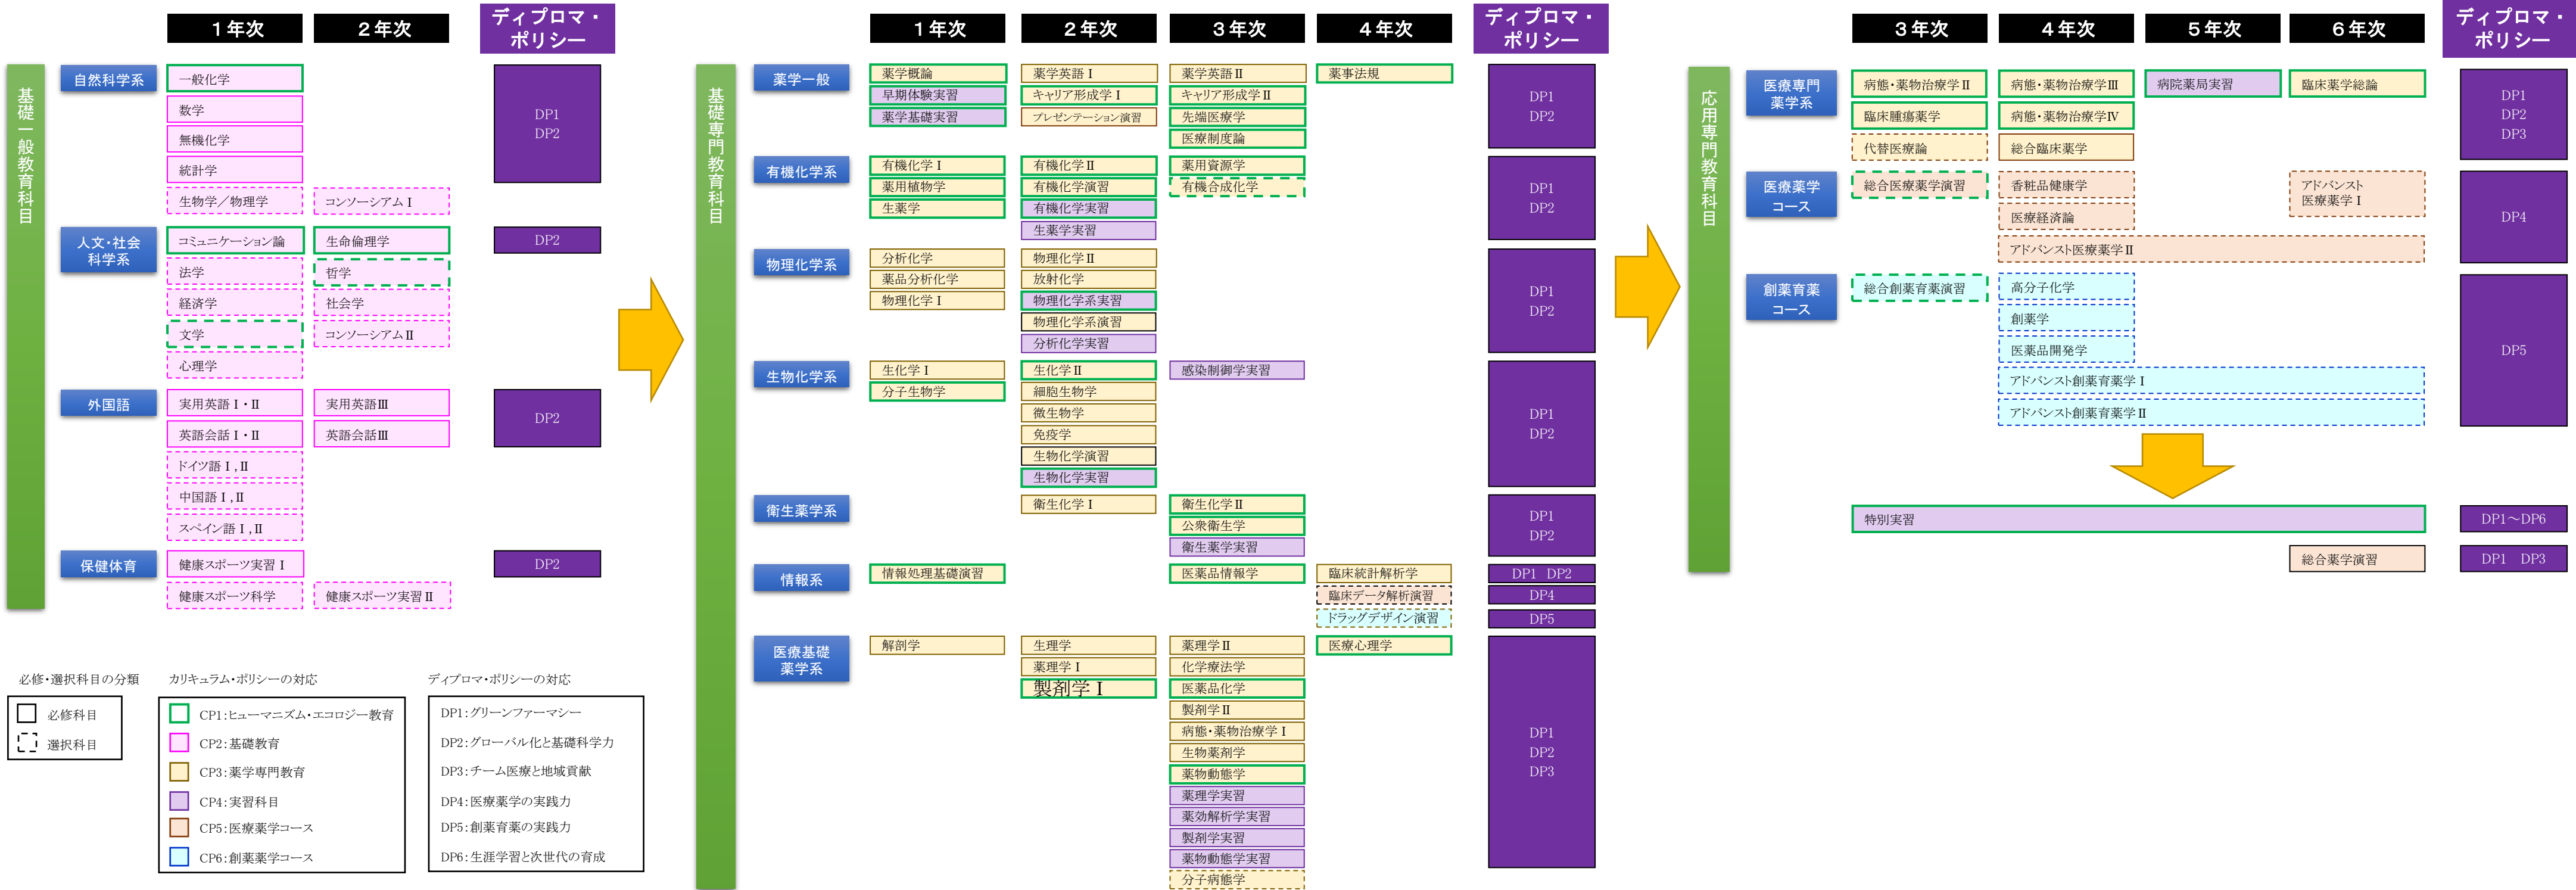 １年次
２年次
ディプロマ・
ポリシー
基礎一般教育科目
自然科学系
一般化学
数学
無機化学
統計学
生物学／物理学
コンソーシアムⅠ
DP1
DP2
人文・社会
科学系
コミュニケーション論
生命倫理学
法学
哲学
経済学
社会学
文学
コンソーシアムⅡ
心理学
DP2
外国語
実用英語Ⅰ・Ⅱ
実用英語Ⅲ
英語会話Ⅰ・Ⅱ
英語会話Ⅲ
ドイツ語Ⅰ,Ⅱ
中国語Ⅰ,Ⅱ
スペイン語Ⅰ,Ⅱ
DP2
保健体育
健康スポーツ実習Ⅰ
健康スポーツ科学
健康スポーツ実習Ⅱ
DP2
必修・選択科目の分類
必修科目
選択科目
カリキュラム・ポリシーの対応
CP1：ヒューマニズム・エコロジー教育
CP2：基礎教育
CP3：薬学専門教育
CP4：実習科目
CP5：医療薬学コース
CP6：創薬薬学コース
ディプロマ・ポリシーの対応
DP1：グリーンファーマシー
DP2：グローバル化と基礎科学力
DP3：チーム医療と地域貢献
DP4：医療薬学の実践力
DP5：創薬育薬の実践力
DP6：生涯学習と次世代の育成
１年次
２年次
３年次
４年次
ディプロマ・
ポリシー
基礎専門教育科目
薬学一般
薬学概論
薬学英語Ⅰ
薬学英語Ⅱ
薬事法規
早期体験実習
キャリア形成学Ⅰ
キャリア形成学Ⅱ
薬学基礎実習
プレゼンテーション演習
先端医療学
医療制度論
DP1
DP2
有機化学系
有機化学Ⅰ
有機化学Ⅱ
薬用資源学
薬用植物学
有機化学演習
有機合成化学
生薬学
有機化学実習
生薬学実習
DP1
DP2
物理化学系
分析化学
物理化学Ⅱ
薬品分析化学
放射化学
物理化学Ⅰ
物理化学系実習
物理化学系演習
分析化学実習
DP1
DP2
生物化学系
生化学Ⅰ
生化学Ⅱ
感染制御学実習
分子生物学
細胞生物学
微生物学
免疫学
生物化学演習
生物化学実習
DP1
DP2
衛生薬学系
衛生化学Ⅰ
衛生化学Ⅱ
公衆衛生学
衛生薬学実習
DP1
DP2
情報系
情報処理基礎演習
医薬品情報学
臨床統計解析学
DP1 DP2
臨床データ解析演習
DP4
ドラッグデザイン演習
DP5
医療基礎
薬学系
解剖学
生理学
薬理学Ⅱ
医療心理学
薬理学Ⅰ
化学療法学
製剤学Ⅰ
医薬品化学
製剤学Ⅱ
病態・薬物治療学Ⅰ
生物薬剤学
薬物動態学
薬理学実習
薬効解析学実習
製剤学実習
薬物動態学実習
分子病態学
DP1
DP2
DP3
３年次
４年次
５年次
６年次
ディプロマ・
ポリシー
応用専門教育科目
医療専門
薬学系
病態・薬物治療学Ⅱ
病態・薬物治療学Ⅲ
病院薬局実習
臨床薬学総論
臨床腫瘍薬学
病態・薬物治療学Ⅳ
代替医療論
総合臨床薬学
DP1
DP2
DP3
医療薬学
コース
総合医療薬学演習
香粧品健康学
アドバンスト
医療薬学Ⅰ
医療経済論
アドバンスト医療薬学Ⅱ
DP4
創薬育薬
コース
総合創薬育薬演習
高分子化学
創薬学
医薬品開発学
アドバンスト創薬育薬学Ⅰ
アドバンスト創薬育薬学Ⅱ
DP5
特別実習
DP1～DP6
総合薬学演習
DP1 DP3